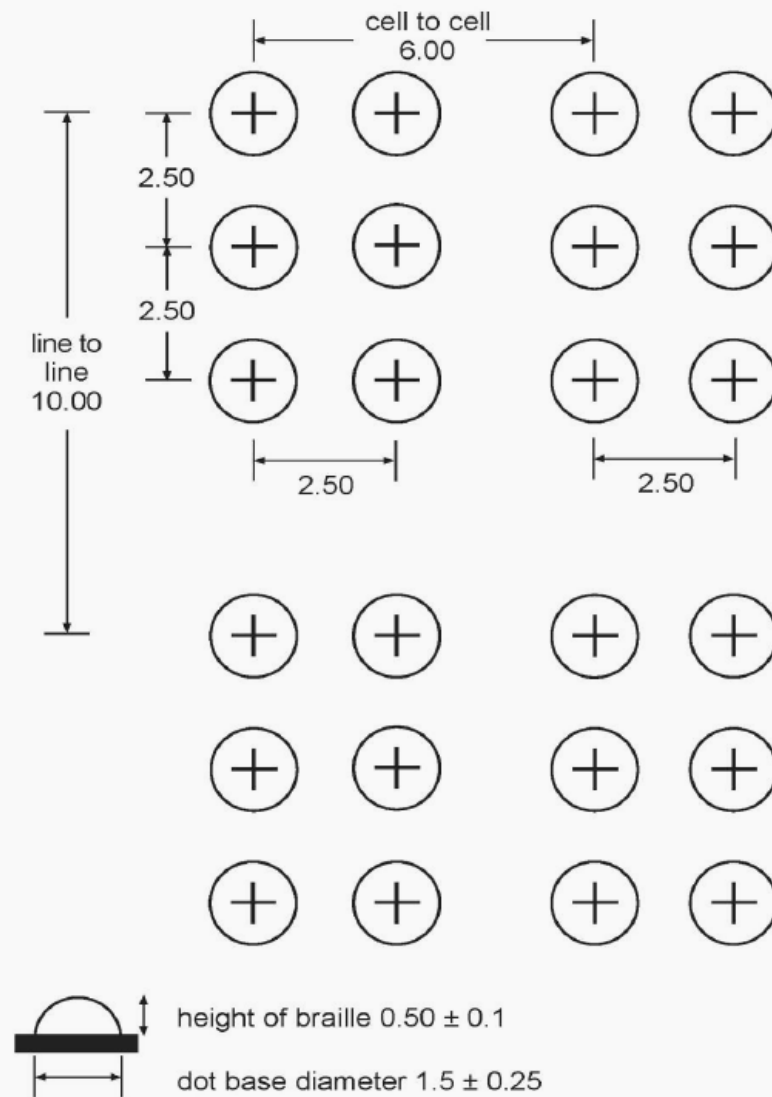 cell to cell
6.00
2.50
2.50
line to
line
10.00
2.50
2.50
height of braille 0.50 ± 0.1
dot base diameter 1.5 ± 0.25